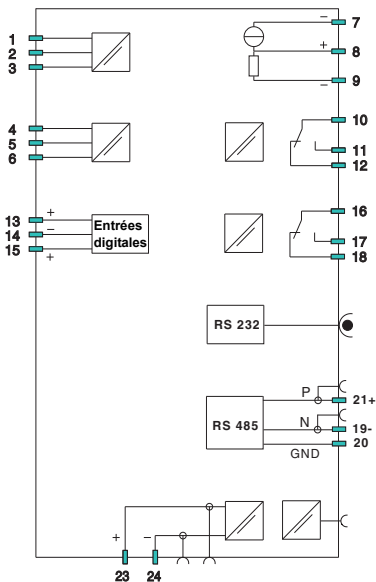 − 7
1
2
+ 8
3
− 9
10
4
5
11
6
12
13 + 16
14 − Entrées
15 + digitales
17
18
RS 232
P
21+
RS 485
N
19-
20
GND
+ −
23 24